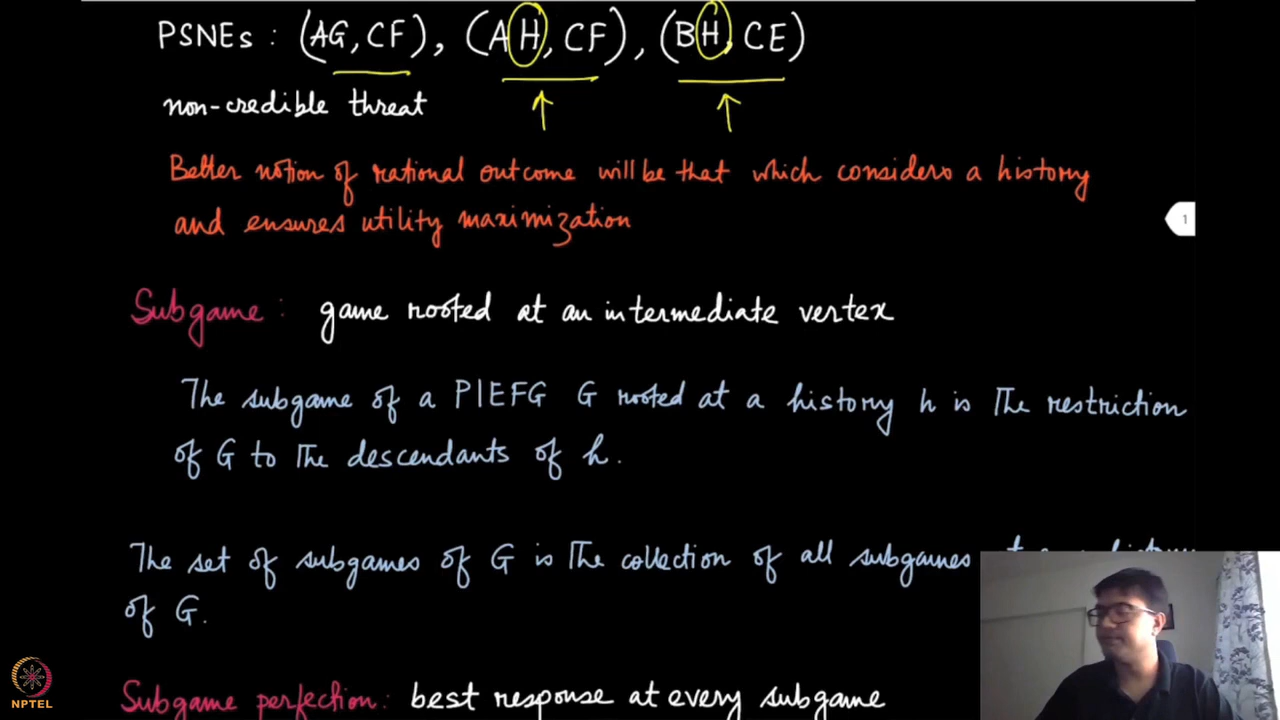 PSNEs : (AG, CF), (AH, CF), (BH, CE)
non-credible threat
Better notion of rational outcome will be that which considers a history
and ensures utility maximization
1
Subgame : game rooted at an intermediate vertex
The subgame of a PIEFG G rooted at a history h is the restriction
of G to the descendants of h.
The set of subgames of G is the collection of all subgames
of G.
Subgame perfection : best response at every subgame
NPTEL